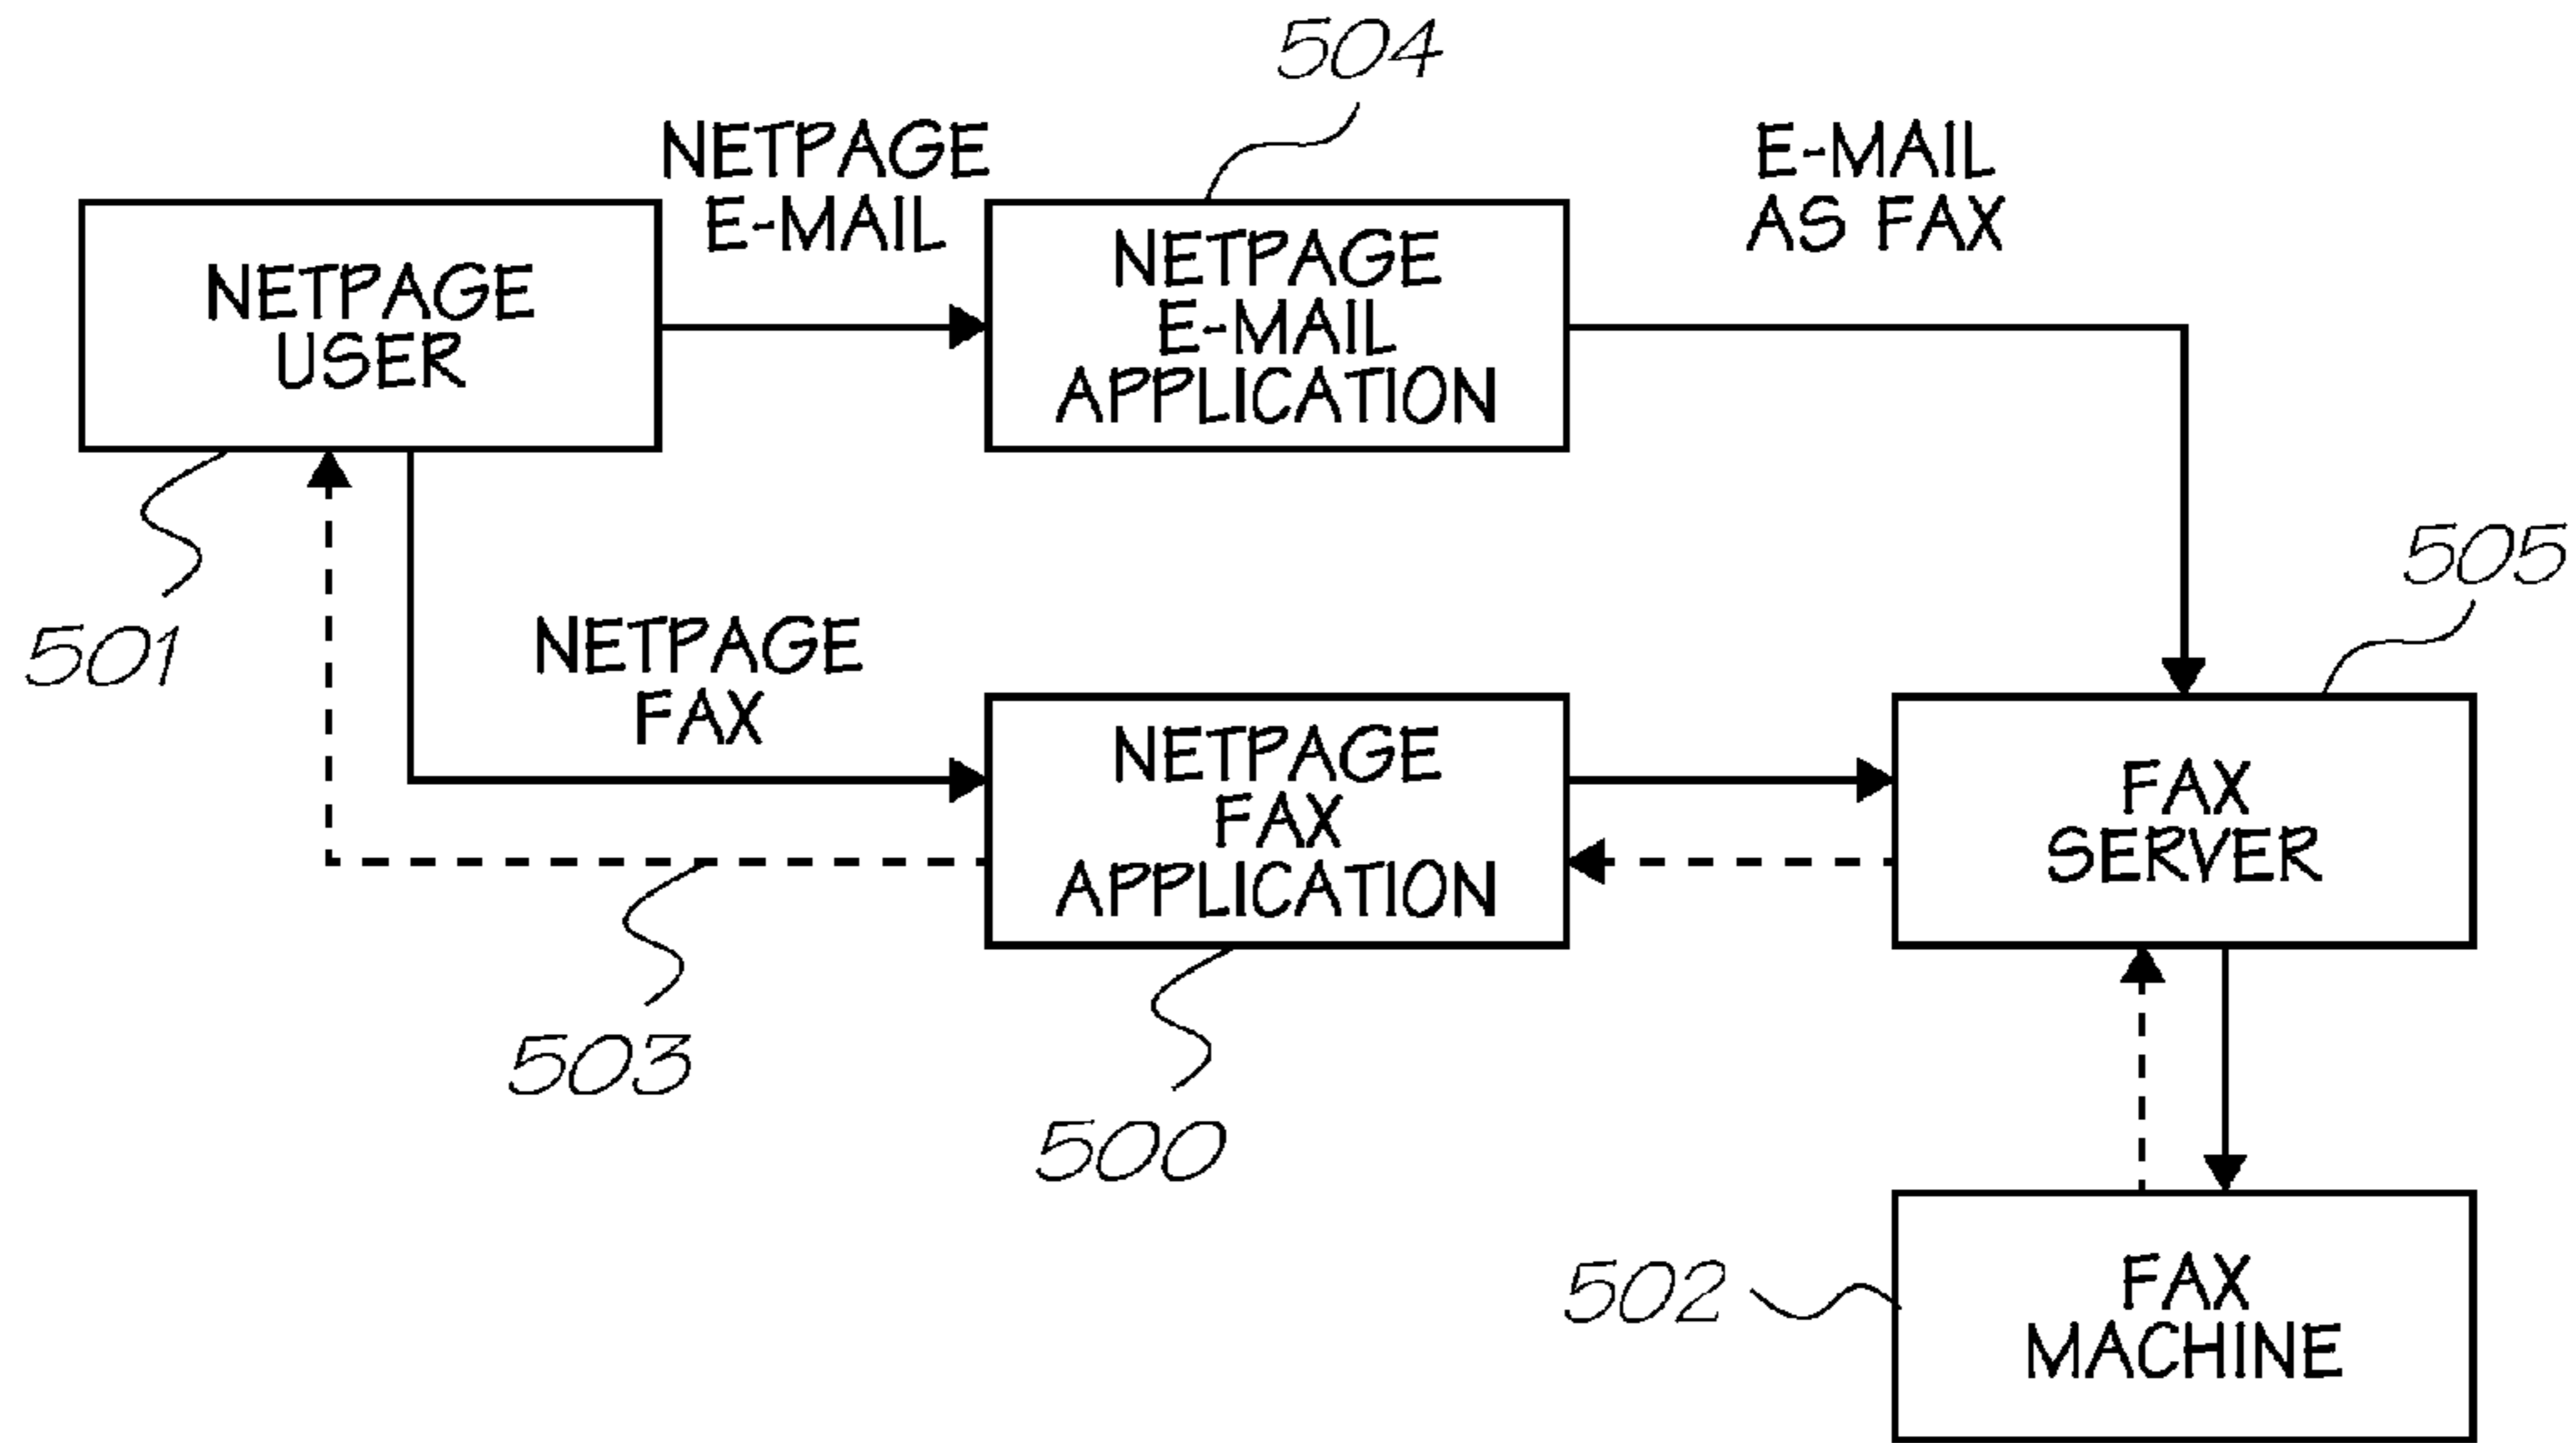 504
NETPAGE
E-MAIL
E-MAIL
AS FAX
NETPAGE
USER
NETPAGE
E-MAIL
APPLICATION
501
NETPAGE
FAX
505
NETPAGE
FAX
APPLICATION
FAX
SERVER
503
500
502
FAX
MACHINE